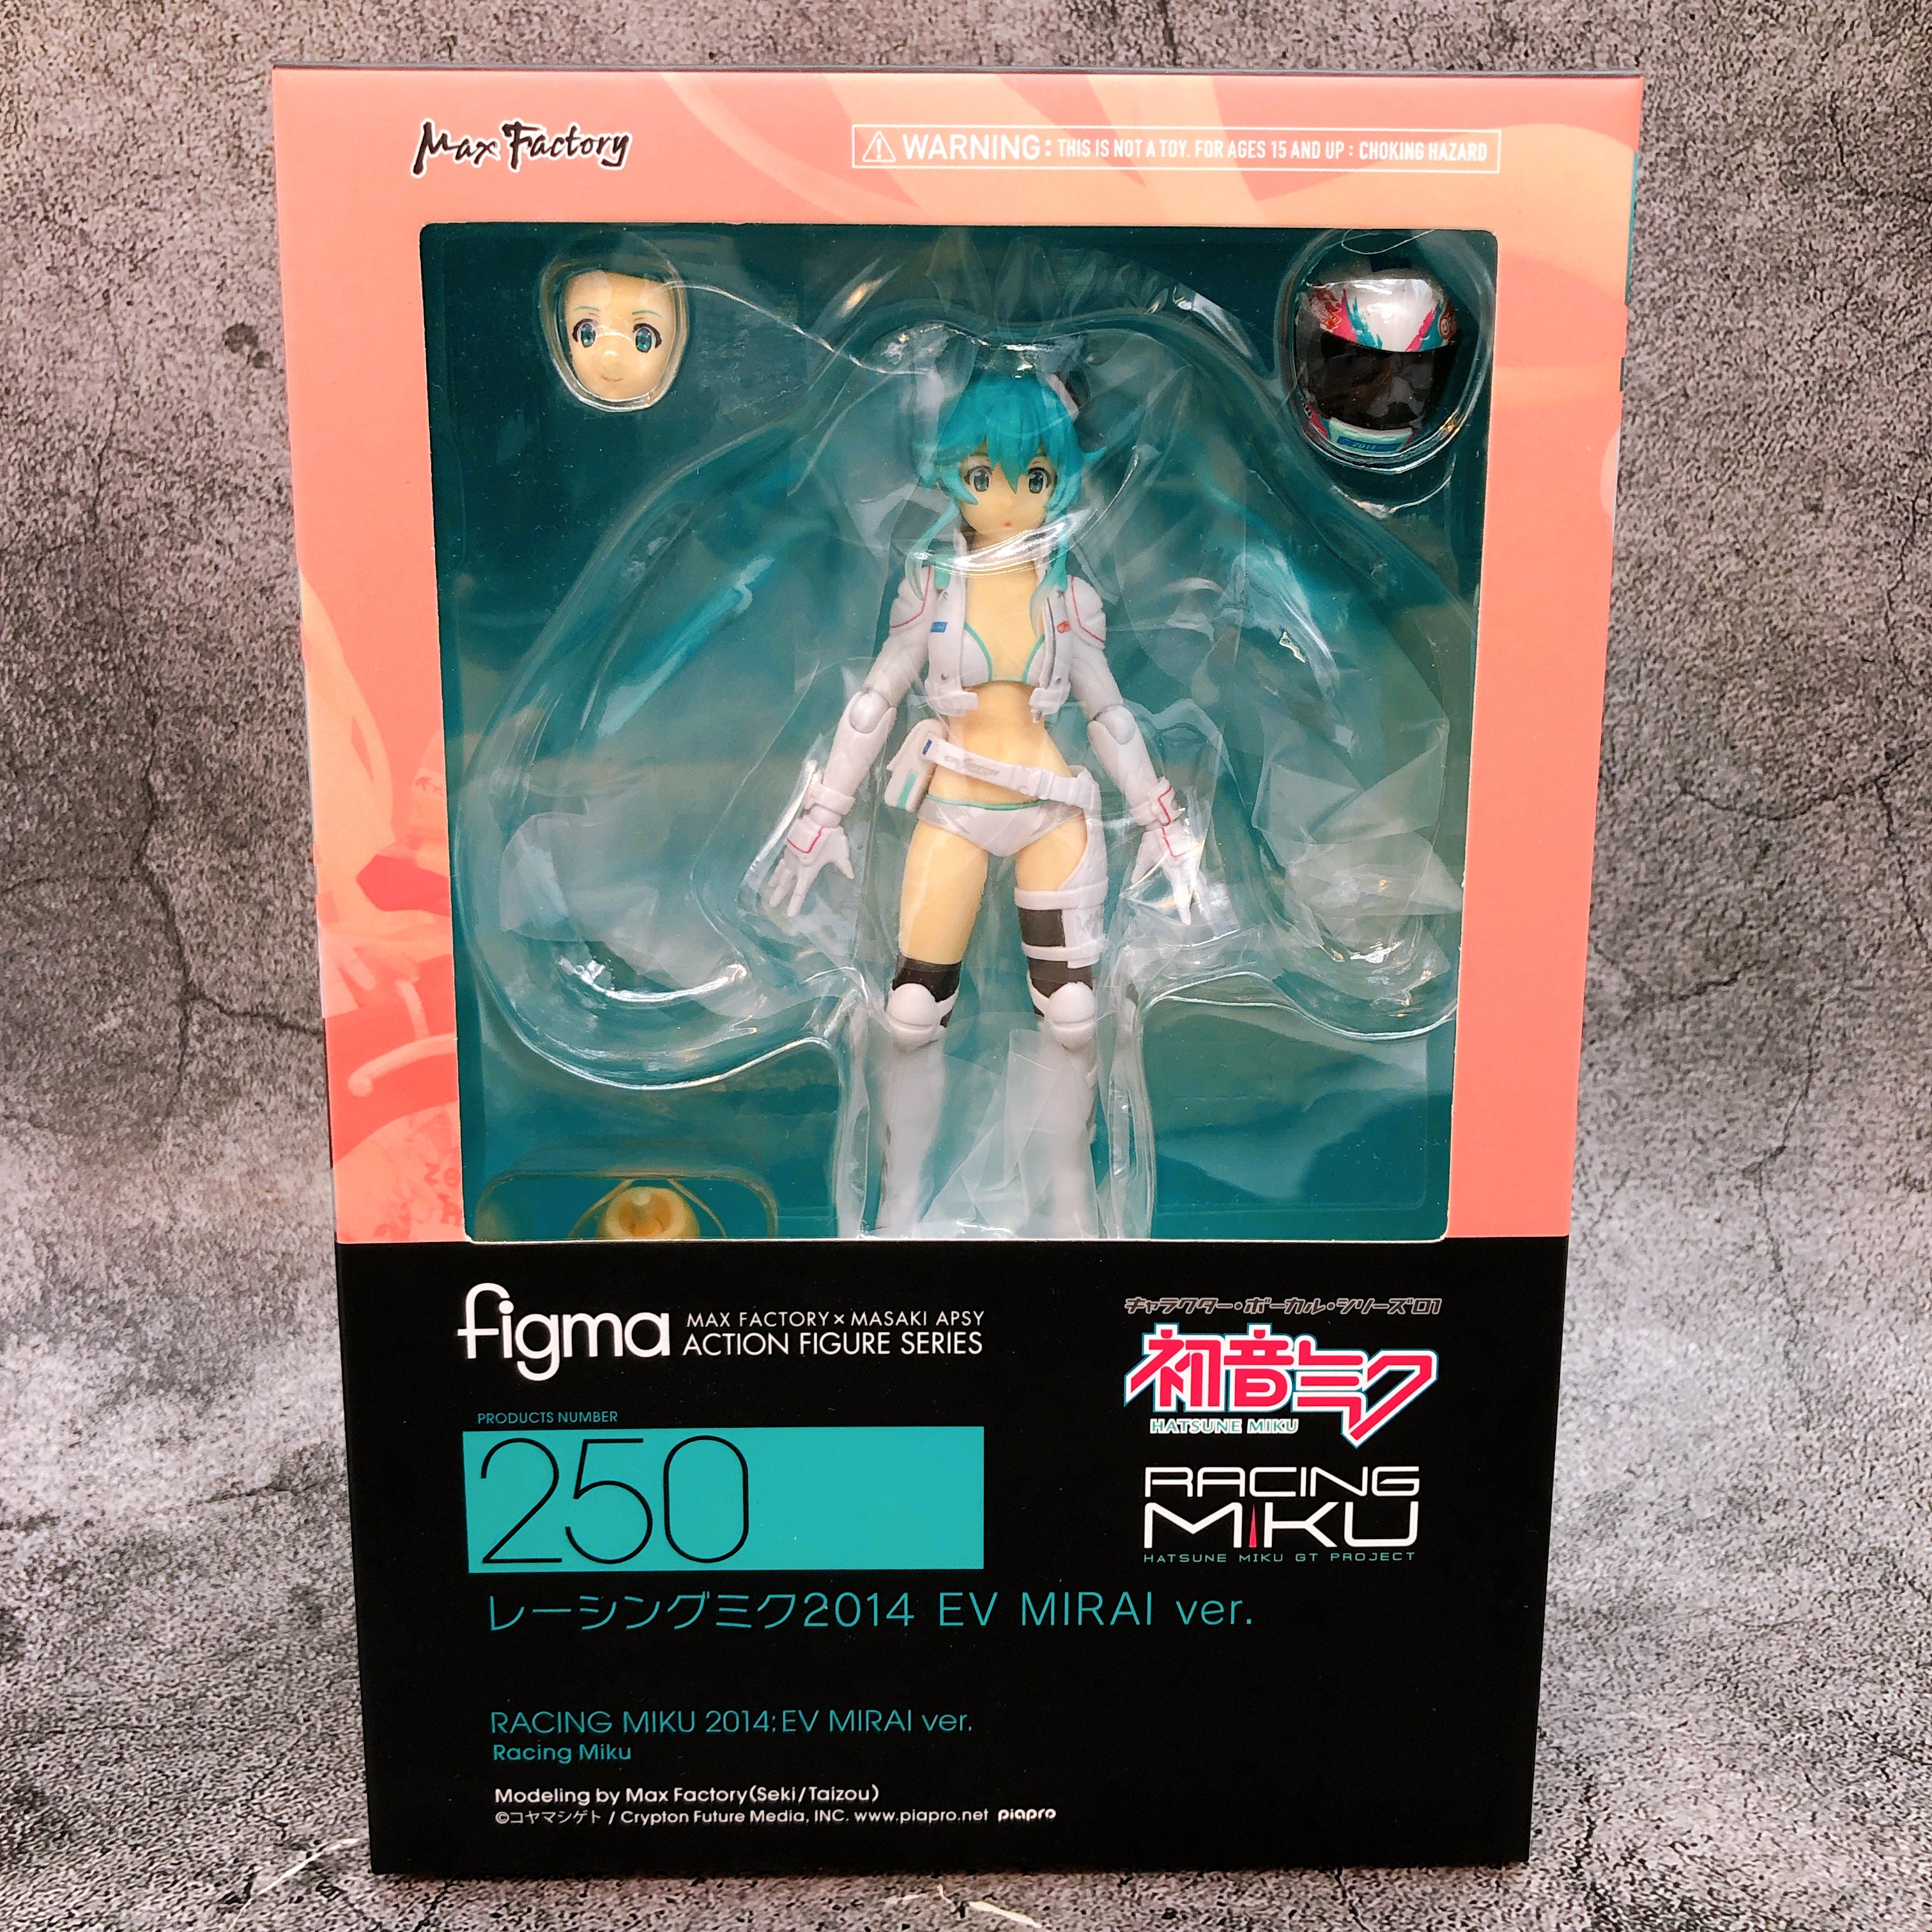 Max Factory
WARNING: THIS IS NOT A TOY. FOR AGES 15 AND UP : CHOKING HAZARD
2014
figma
MAX FACTORY × MASAKI APSY
ACTION FIGURE SERIES
キャラクター・ボーカル・シリーズ01
初音ミク
HATSUNE MIKU
PRODUCTS NUMBER
250
RACING
MIKU
HATSUNE MIKU GT PROJECT
レーシングミク2014 EV MIRAI ver.
RACING MIKU 2014;EV MIRAI ver.
Racing Miku
Modeling by Max Factory(Seki/Taizou)
©コヤマシゲト / Crypton Future Media, INC. www.piapro.net piapro